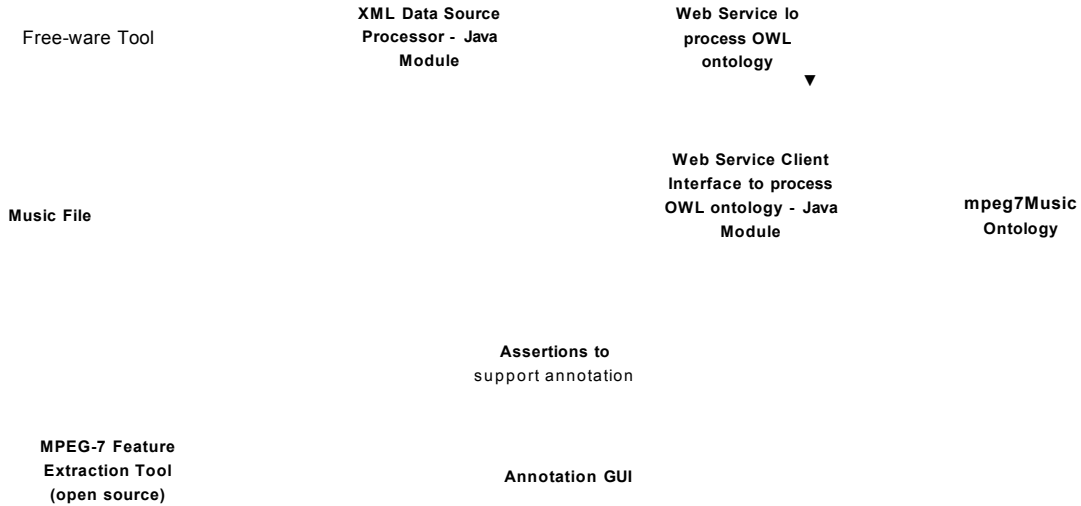 Free-ware Tool
XML Data Source
Processor - Java
Module
Web Service lo
process OWL
ontology
Music File
Web Service Client
Interface to process
OWL ontology - Java
Module
mpeg7Music
Ontology
Assertions to
support annotation
MPEG-7 Feature
Extraction Tool
(open source)
Annotation GUI